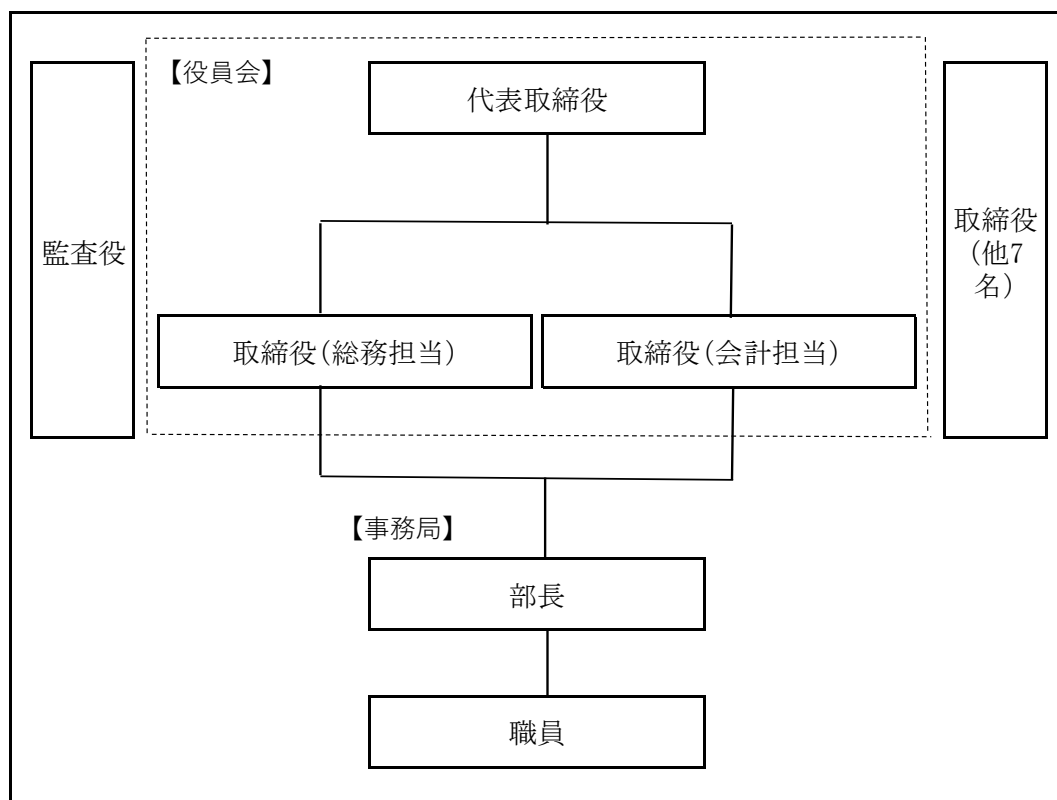 【役員会】
代表取締役
監査役
取締役
(他7
名)
取締役(総務担当)
取締役(会計担当)
【事務局】
部長
職員